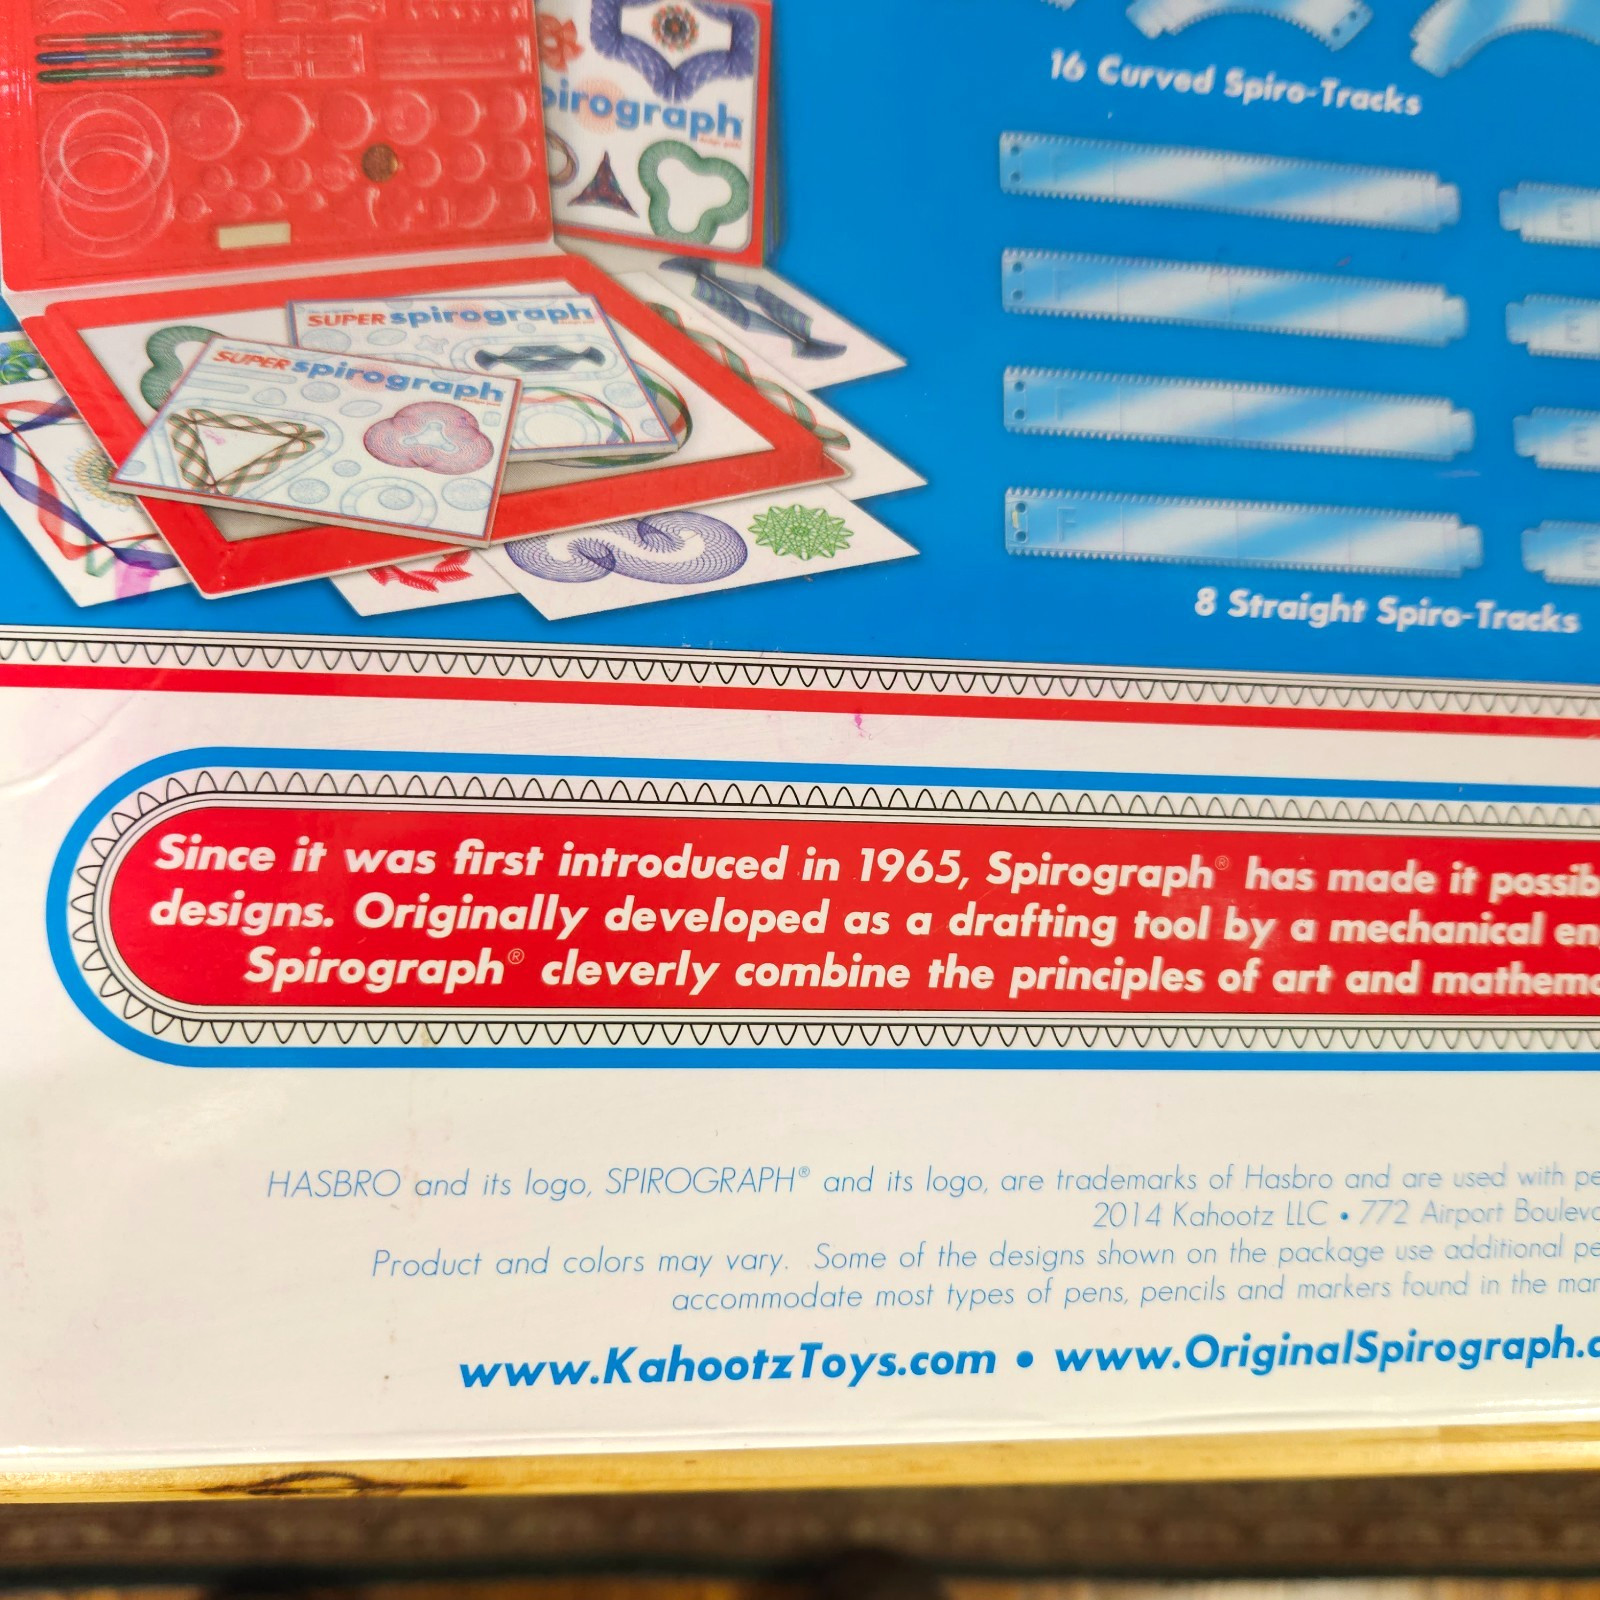 16 Curved Spiro-Tracks
spirograph
SUPER spirograph
SUPER spirograph
F
E
F
E
F
E
F
E
8 Straight Spiro-Tracks
Since it was first introduced in 1965, Spirograph® has made it
designs. Originally developed as a drafting tool by a mechanical
Spirograph® cleverly combine the principles of art and
HASBRO and its logo, SPIROGRAPH® and its logo, are trademarks of Hasbro and are used with
2014 Kahootz LLC • 772 Airport
Product and colors may vary. Some of the designs shown on the package use additional
accommodate most types of pens, pencils and markers found in the
www.KahootzToys.com • www.OriginalSpirograph.